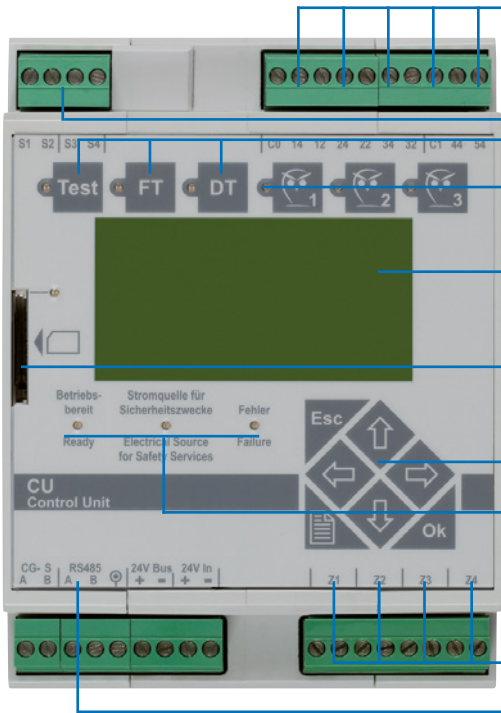 S1 S2 S3 S4 C0 14 12 24 22 34 32 C1 44 54
Test FT DT 1 2 3
Betriebs-
bereit
Stromquelle für
Sicherheitszwecke
Fehler
Ready
Electrical Source
for Safety Services
Failure
Esc
Ok
CU
Control Unit
CG- S RS485 24V Bus 24V In
A B A B + = + =
Z1 Z2 Z3 Z4